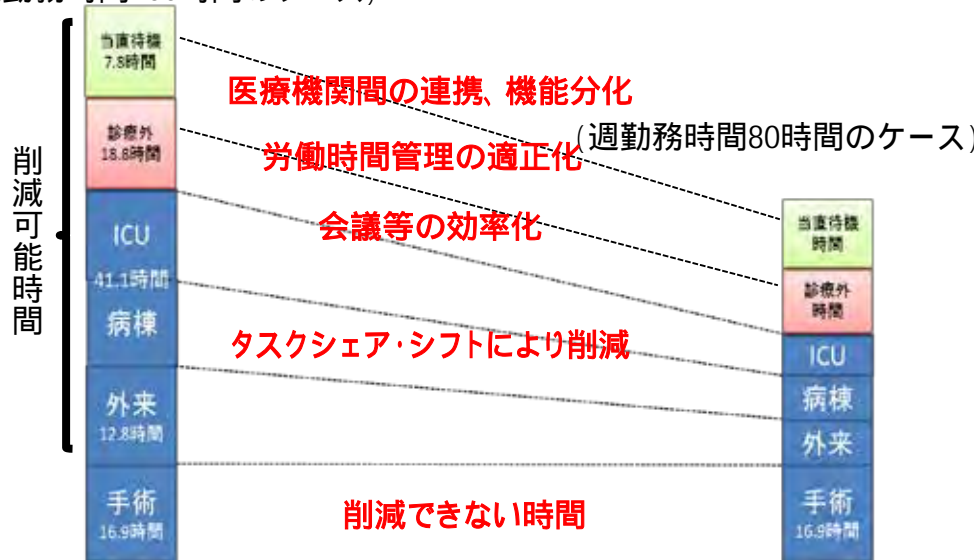 当直待機
7.8時間
医療機関間の連携、機能分化
診療外
18.8時間
労働時間管理の適正化
(週勤務時間80時間のケース)
会議等の効率化
削減可能時間
ICU
41.1時間
病棟
タスクシェア・シフトにより削減
外来
12.8時間
手術
16.9時間
削減できない時間
当直待機
時間
診療外
時間
ICU
病棟
外来
手術
16.9時間